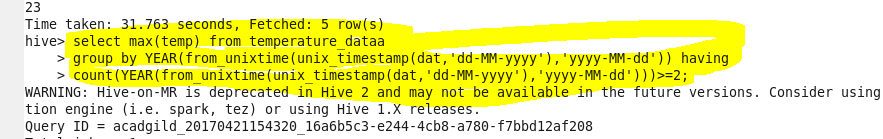 23
Time taken: 31.763 seconds, Fetched: 5 row(s)
hive> select max(temp) from temperature_dataa
    > group by YEAR(from_unixtime(unix_timestamp(dat,'dd-MM-yyyy'),'yyyy-MM-dd')) having
    > count(YEAR(from_unixtime(unix_timestamp(dat,'dd-MM-yyyy'),'yyyy-MM-dd')))>=2;
WARNING: Hive-on-MR is deprecated in Hive 2 and may not be available in the future versions. Consider using
tion engine (i.e. spark, tez) or using Hive 1.X releases.
Query ID = acadgild_20170421154320_16a6b5c3-e244-4cb8-a780-f7bbd12af208